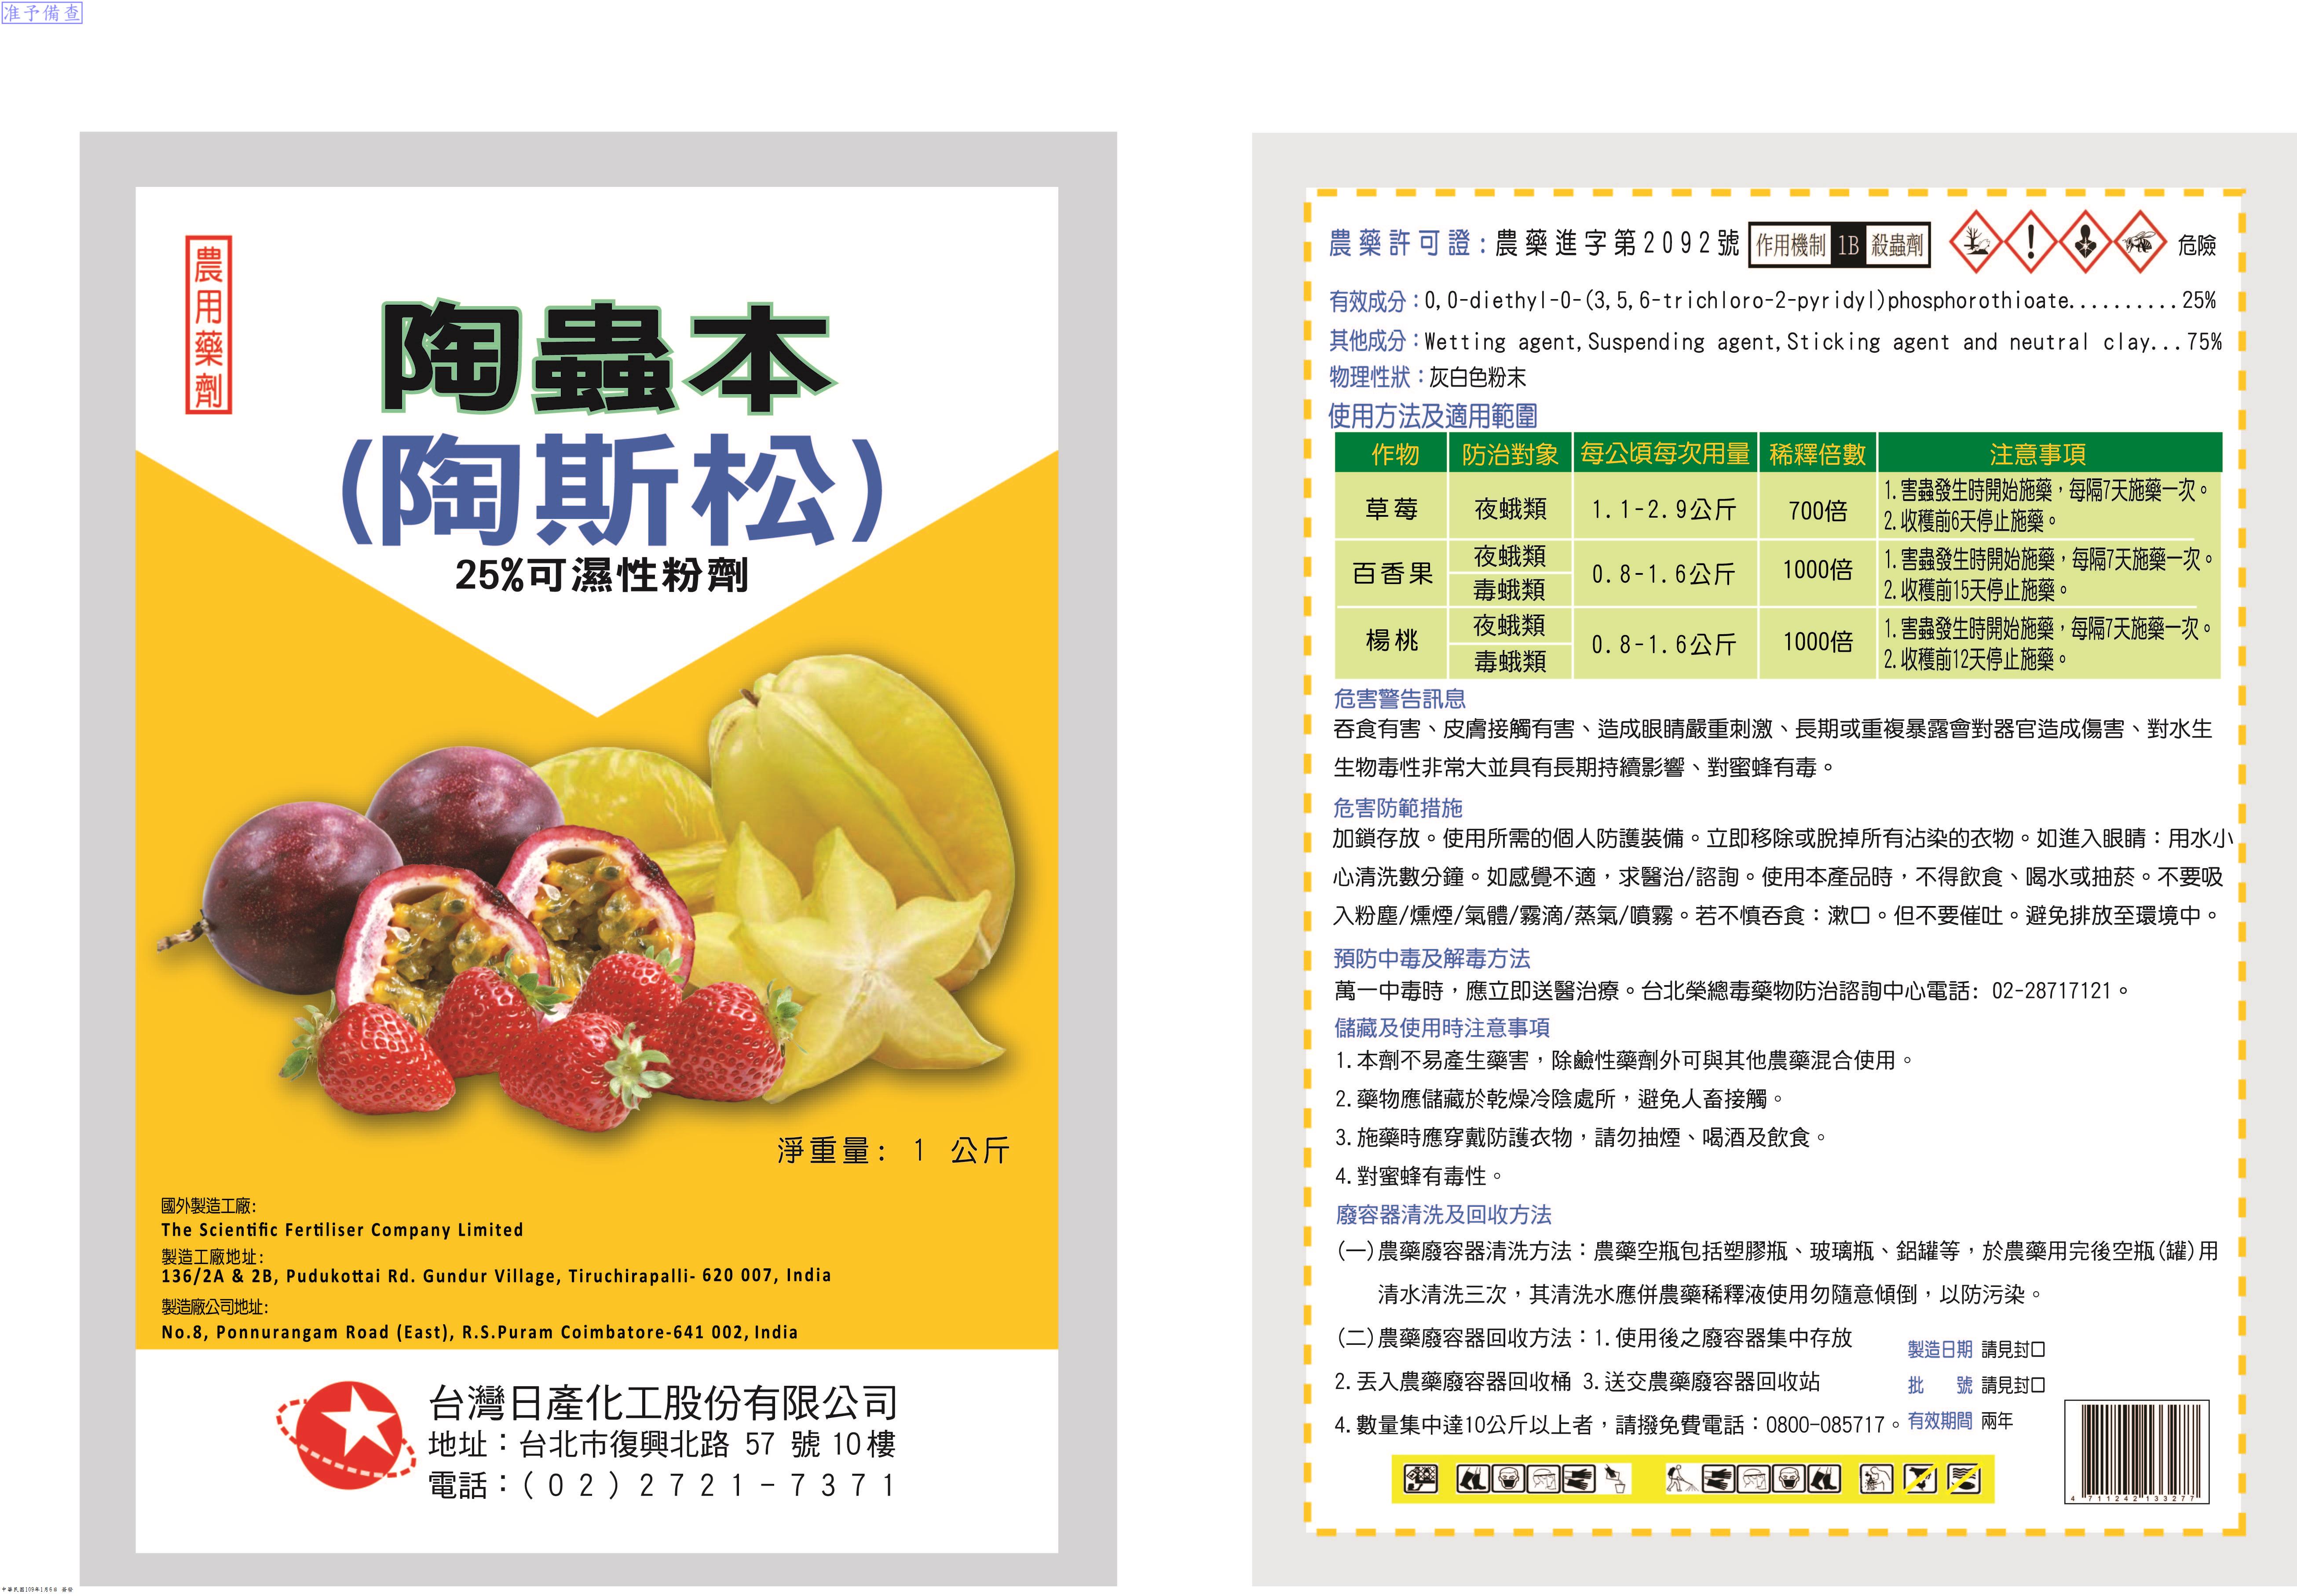 准予備查
農用藥劑
陶蟲本
(陶斯松)
25%可濕性粉劑
淨重量: 1 公斤
國外製造工廠:
The Scientific Fertiliser Company Limited
製造工廠地址:
136/2A & 2B, Pudukottai Rd. Gundur Village, Tiruchirapalli- 620 007, India
製造廠公司地址:
No.8, Ponnurangam Road (East), R.S.Puram Coimbatore-641 002, India
台灣日產化工股份有限公司
地址：台北市復興北路 57 號 10樓
電話：(02)2721-7371
農藥許可證:農藥進字第2092號 作用機制 1B 殺蟲劑 危險
有效成分：O,O-diethyl-O-(3,5,6-trichloro-2-pyridyl)phosphorothioate..........25%
其他成分：Wetting agent,Suspending agent,Sticking agent and neutral clay...75%
物理性狀：灰白色粉末
使用方法及適用範圍
作物 防治對象 每公頃每次用量 稀釋倍數 注意事項
草莓 夜蛾類 1.1-2.9公斤 700倍 1.害蟲發生時開始施藥，每隔7天施藥一次。
2.收穫前6天停止施藥。
百香果 夜蛾類 0.8-1.6公斤 1000倍 1.害蟲發生時開始施藥，每隔7天施藥一次。
毒蛾類 2.收穫前15天停止施藥。
楊桃 夜蛾類 0.8-1.6公斤 1000倍 1.害蟲發生時開始施藥，每隔7天施藥一次。
毒蛾類 2.收穫前12天停止施藥。
危害警告訊息
吞食有害、皮膚接觸有害、造成眼睛嚴重刺激、長期或重複暴露會對器官造成傷害、對水生
生物毒性非常大並具有長期持續影響、對蜜蜂有毒。
危害防範措施
加鎖存放。使用所需的個人防護裝備。立即移除或脫掉所有沾染的衣物。如進入眼睛：用水小
心清洗數分鐘。如感覺不適，求醫治/諮詢。使用本產品時，不得飲食、喝水或抽菸。不要吸
入粉塵/燻煙/氣體/霧滴/蒸氣/噴霧。若不慎吞食：漱口。但不要催吐。避免排放至環境中。
預防中毒及解毒方法
萬一中毒時，應立即送醫治療。台北榮總毒藥物防治諮詢中心電話: 02-28717121。
儲藏及使用時注意事項
1.本劑不易產生藥害，除鹼性藥劑外可與其他農藥混合使用。
2.藥物應儲藏於乾燥冷陰處所，避免人畜接觸。
3.施藥時應穿戴防護衣物，請勿抽煙、喝酒及飲食。
4.對蜜蜂有毒性。
廢容器清洗及回收方法
(一)農藥廢容器清洗方法：農藥空瓶包括塑膠瓶、玻璃瓶、鋁罐等，於農藥用完後空瓶(罐)用
清水清洗三次，其清洗水應併農藥稀釋液使用勿隨意傾倒，以防污染。
(二)農藥廢容器回收方法：1.使用後之廢容器集中存放
2.丟入農藥廢容器回收桶 3.送交農藥廢容器回收站
4.數量集中達10公斤以上者，請撥免費電話：0800-085717。
製造日期 請見封口
批 號 請見封口
有效期間 兩年
4 711242 133277
中華民國109年1月6日 發佈